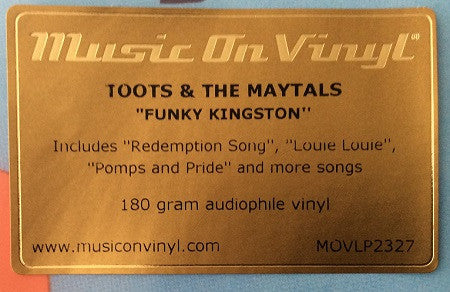 Music On Vinyl®
TOOTS & THE MAYTALS
"FUNKY KINGSTON"
Includes "Redemption Song", "Louie Louie",
"Pomps and Pride" and more songs
180 gram audiophile vinyl
www.musiconvinyl.com MOVLP2327